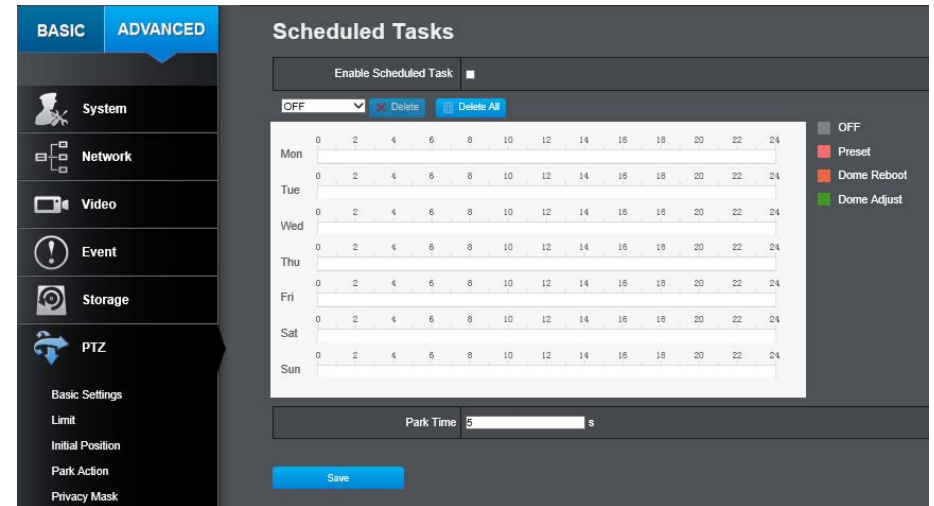 BASIC ADVANCED
Scheduled Tasks
Enable Scheduled Task
OFF Delete Delete All
System
Network
Video
Event
Storage
PTZ
Basic Settings
Limit
Initial Position
Park Action
Privacy Mask
0 2 4 6 8 10 12 14 16 18 20 22 24
Mon
0 2 4 6 8 10 12 14 16 18 20 22 24
Tue
0 2 4 6 8 10 12 14 16 18 20 22 24
Wed
0 2 4 6 8 10 12 14 16 18 20 22 24
Thu
0 2 4 6 8 10 12 14 16 18 20 22 24
Fri
0 2 4 6 8 10 12 14 16 18 20 22 24
Sat
0 2 4 6 8 10 12 14 16 18 20 22 24
Sun
OFF
Preset
Dome Reboot
Dome Adjust
Park Time 5 s
Save